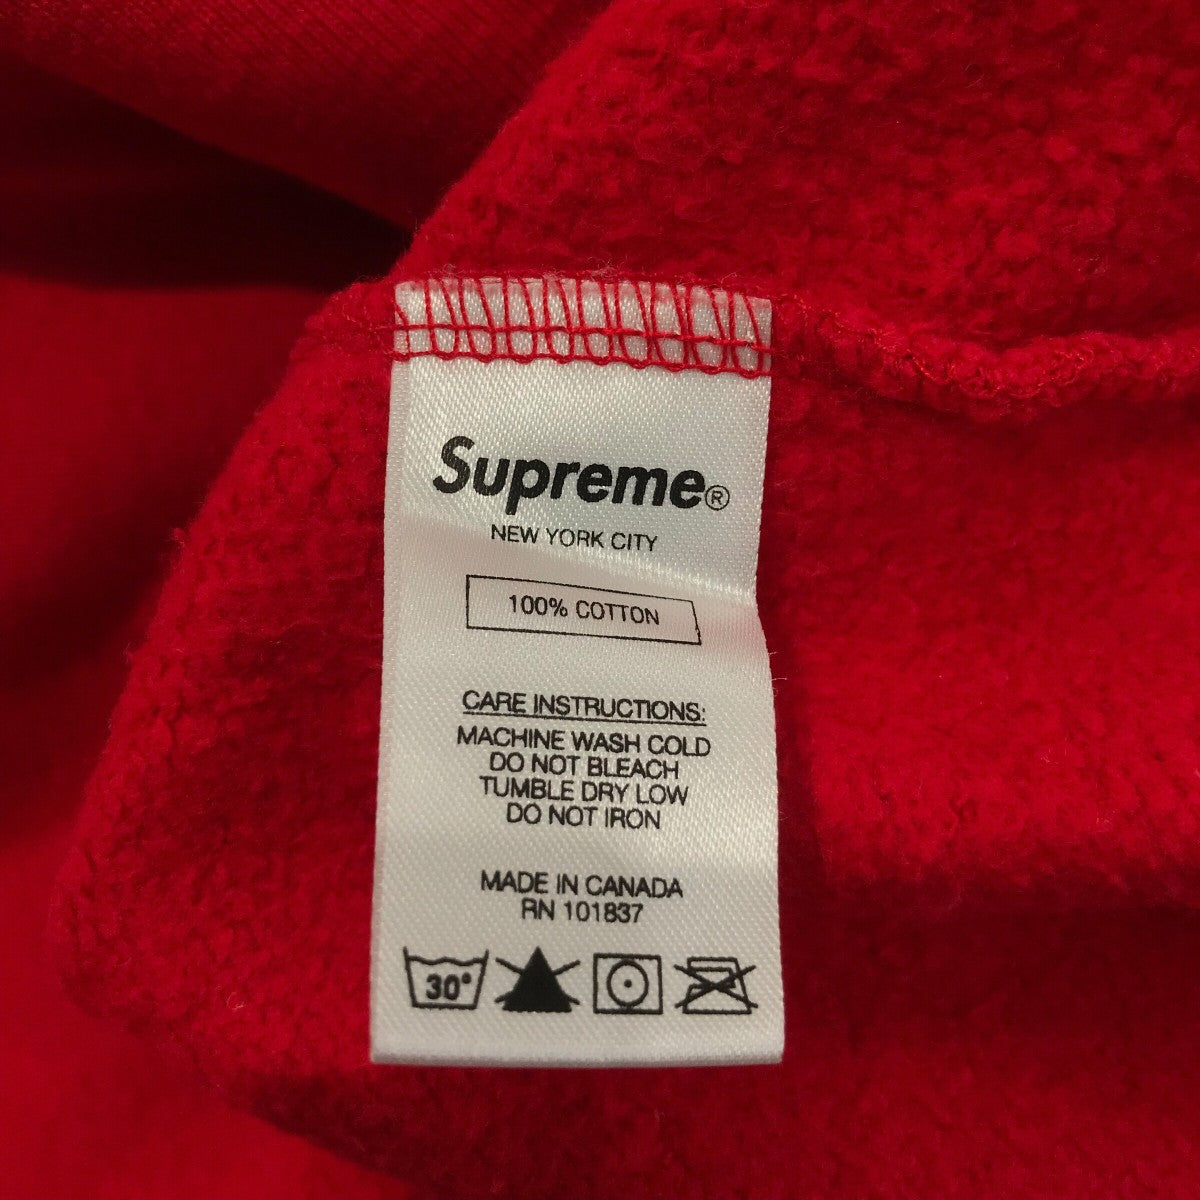 Supreme®
NEW YORK CITY
100% COTTON
CARE INSTRUCTIONS:
MACHINE WASH COLD
DO NOT BLEACH
TUMBLE DRY LOW
DO NOT IRON
MADE IN CANADA
RN 101837
30°